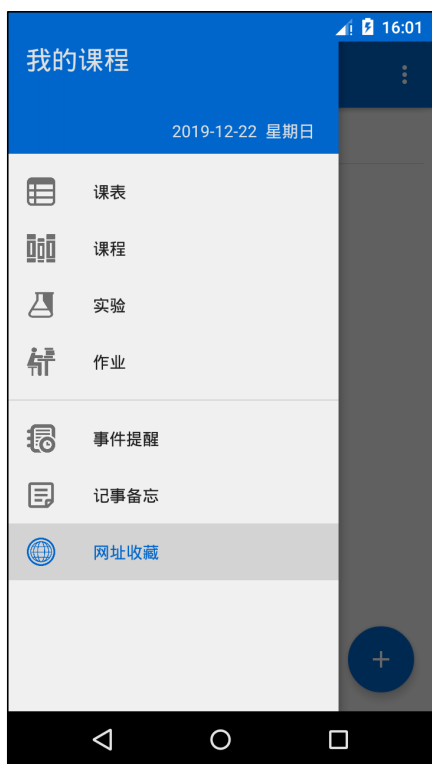 16:01
我的课程
2019-12-22 星期日
课表
课程
实验
作业
事件提醒
记事备忘
网址收藏